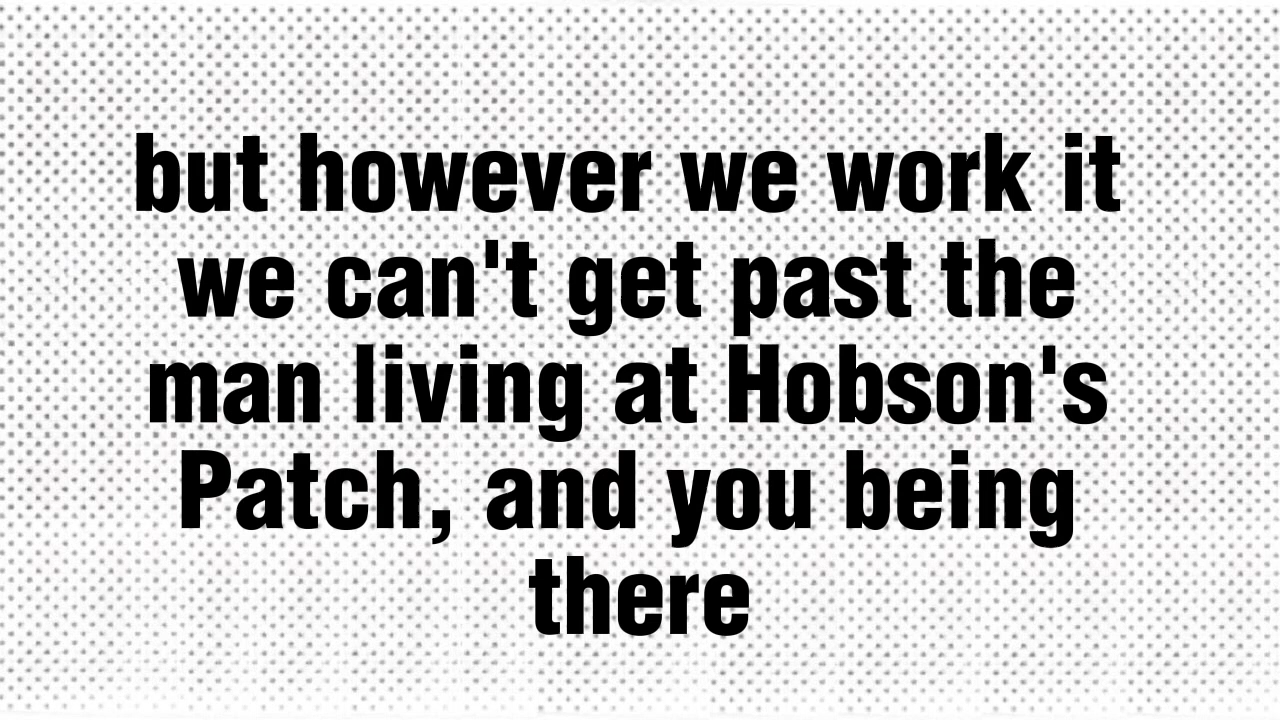 but however we work it
we can't get past the
man living at Hobson's
Patch, and you being
there